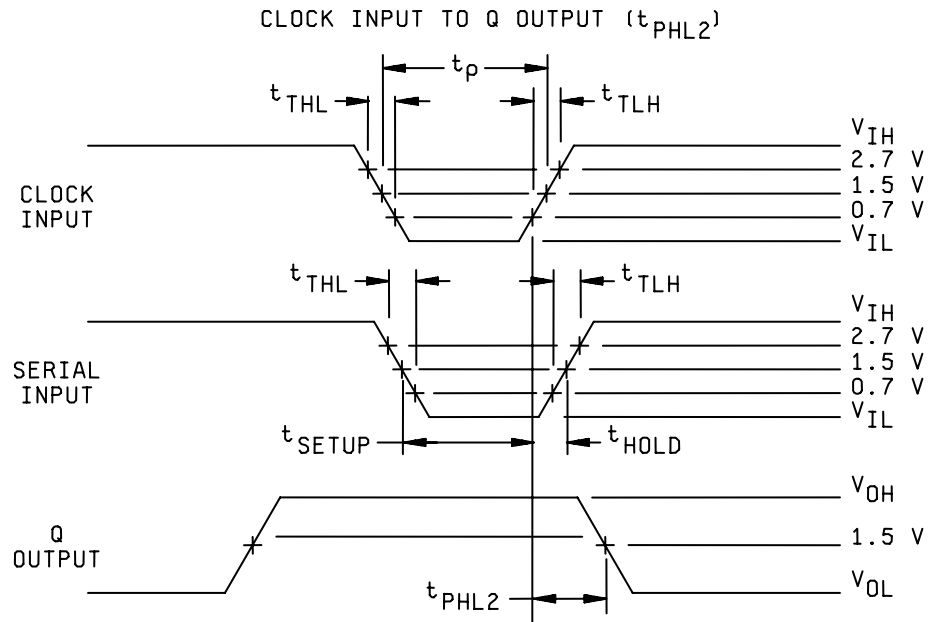 CLOCK INPUT TO Q OUTPUT (tPHL2)
tp
tTHL
tTLH
VIH
2.7 V
1.5 V
0.7 V
VIL
CLOCK
INPUT
tTHL
tTLH
VIH
2.7 V
1.5 V
0.7 V
VIL
SERIAL
INPUT
tSETUP
tHOLD
VOH
1.5 V
VOL
Q
OUTPUT
tPHL2